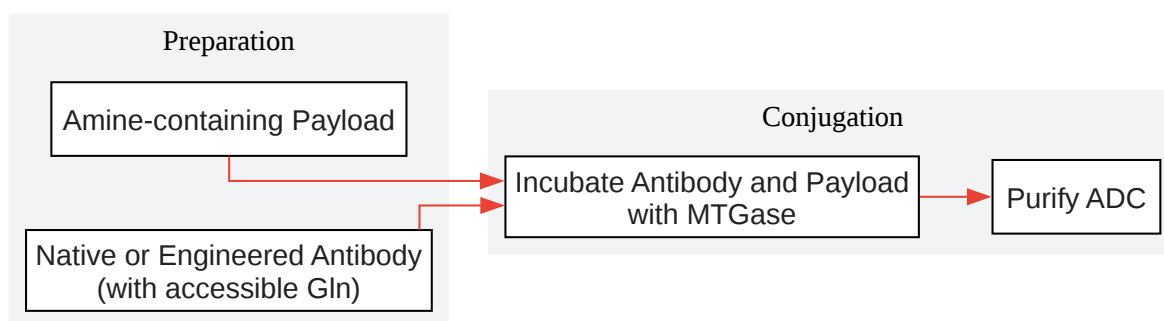 Preparation
Amine-containing Payload
Native or Engineered Antibody
(with accessible Gln)
Conjugation
Incubate Antibody and Payload
with MTGase
Purify ADC